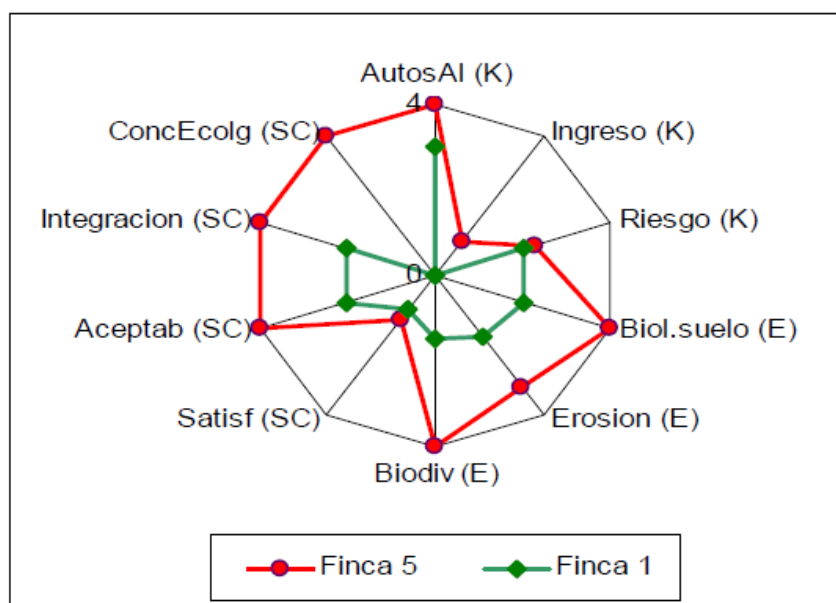 AutosAl (K)
4
ConcEcolg (SC)
Ingreso (K)
Integracion (SC)
Riesgo (K)
0
Aceptab (SC)
Biol.suelo (E)
Satisf (SC)
Erosion (E)
Biodiv (E)
Finca 5
Finca 1